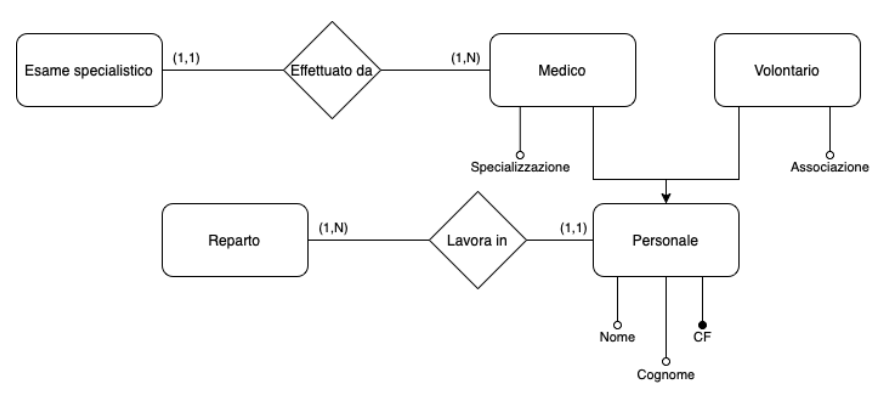 Esame specialistico
(1,1)
Effettuato da
(1,N)
Medico
Volontario
Specializzazione
Associazione
Reparto
(1,N)
Lavora in
(1,1)
Personale
Nome
CF
Cognome